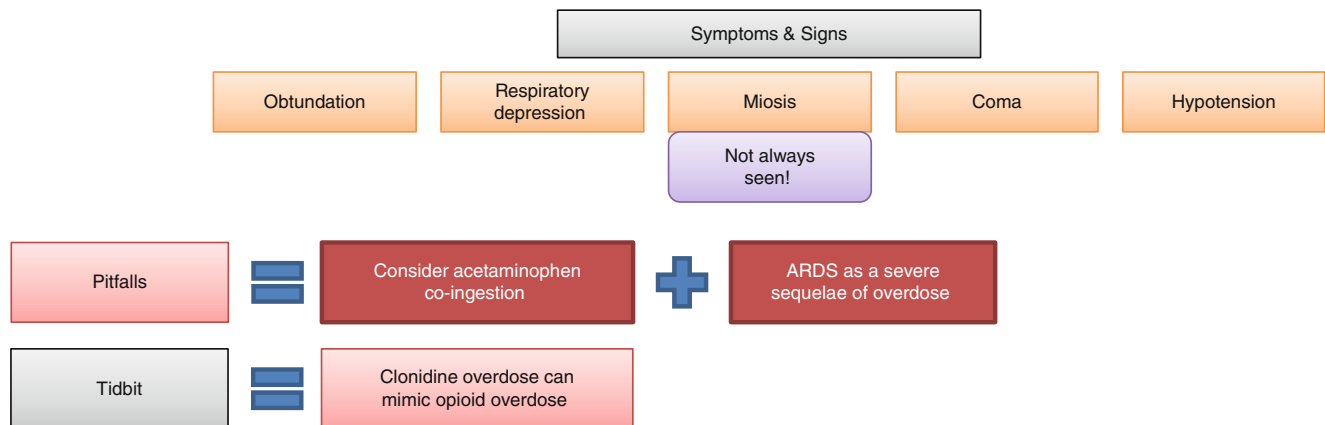 Symptoms & Signs
Obtundation
Respiratory
depression
Miosis
Coma
Hypotension
Not always
seen!
Pitfalls
Consider acetaminophen
co-ingestion
ARDS as a severe
sequelae of overdose
Tidbit
Clonidine overdose can
mimic opioid overdose